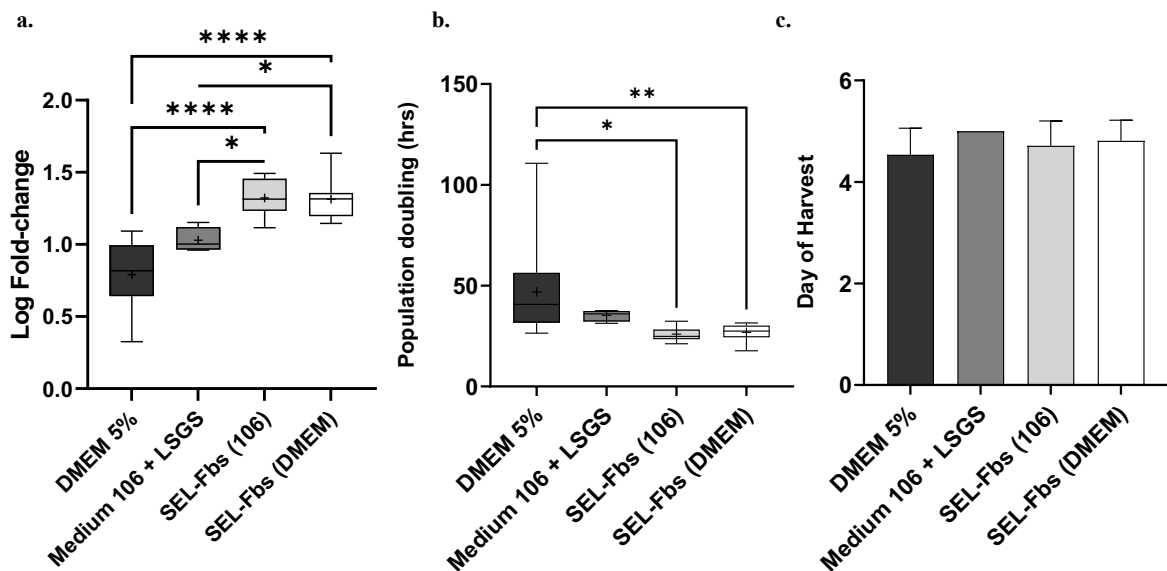 a.
Log Fold-change
2.0
1.5
1.0
0.5
0.0
****
*
****
*
DMEM 5%
Medium 106 + LSGS
SEL-Fbs (106)
SEL-Fbs (DMEM)
b.
Population doubling (hrs)
150
100
50
0
**
*
DMEM 5%
Medium 106 + LSGS
SEL-Fbs (106)
SEL-Fbs (DMEM)
c.
Day of Harvest
6
4
2
0
DMEM 5%
Medium 106 + LSGS
SEL-Fbs (106)
SEL-Fbs (DMEM)